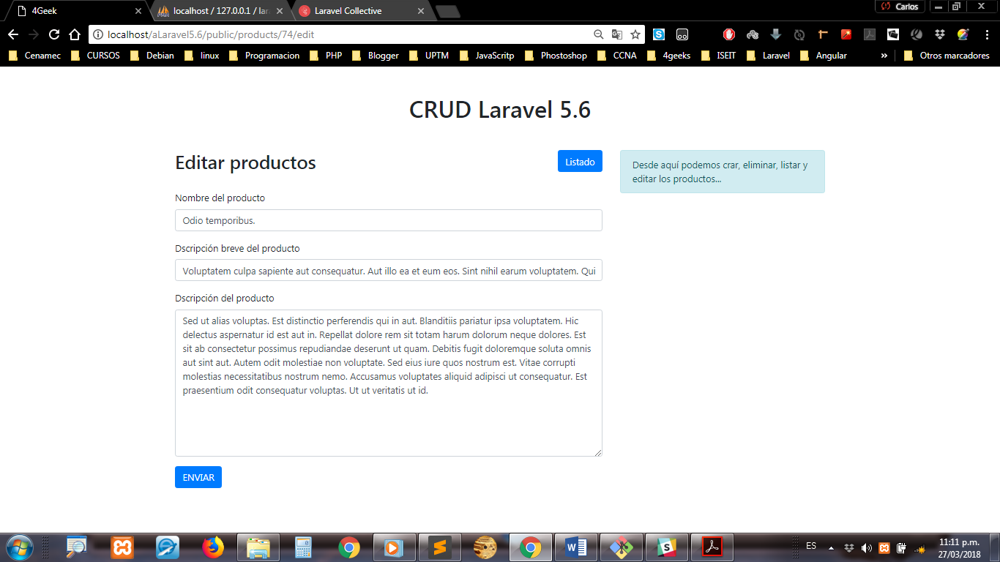 4Geek
localhost / 127.0.0.1 / lar
Laravel Collective
Carlos
localhost/aLaravel5.6/public/products/74/edit
Cenamec
CURSOS
Debian
linux
Programacion
PHP
Blogger
UPTM
JavaScritp
Phostoshop
CCNA
4geeks
ISEIT
Laravel
Angular
»
Otros marcadores
CRUD Laravel 5.6
Editar productos
Listado
Desde aquí podemos crar, eliminar, listar y
editar los productos...
Nombre del producto
Odio temporibus.
Dscripción breve del producto
Voluptatem culpa sapiente aut consequatur. Aut illo ea et eum eos. Sint nihil earum voluptatem. Qui
Dscripción del producto
Sed ut alias voluptas. Est distinctio perferendis qui in aut. Blanditiis pariatur ipsa voluptatem. Hic
delectus aspernatur id est aut in. Repellat dolore rem sit totam harum dolorum neque dolores. Est
sit ab consectetur possimus repudiandae deserunt ut quam. Debitis fugit doloremque soluta omnis
aut sint aut. Autem odit molestiae non voluptate. Sed eius iure quos nostrum est. Vitae corrupti
molestias necessitatibus nostrum nemo. Accusamus voluptates aliquid adipisci ut consequatur. Est
praesentium odit consequatur voluptas. Ut ut veritatis ut id.
ENVIAR
ES
11:11 p.m.
27/03/2018